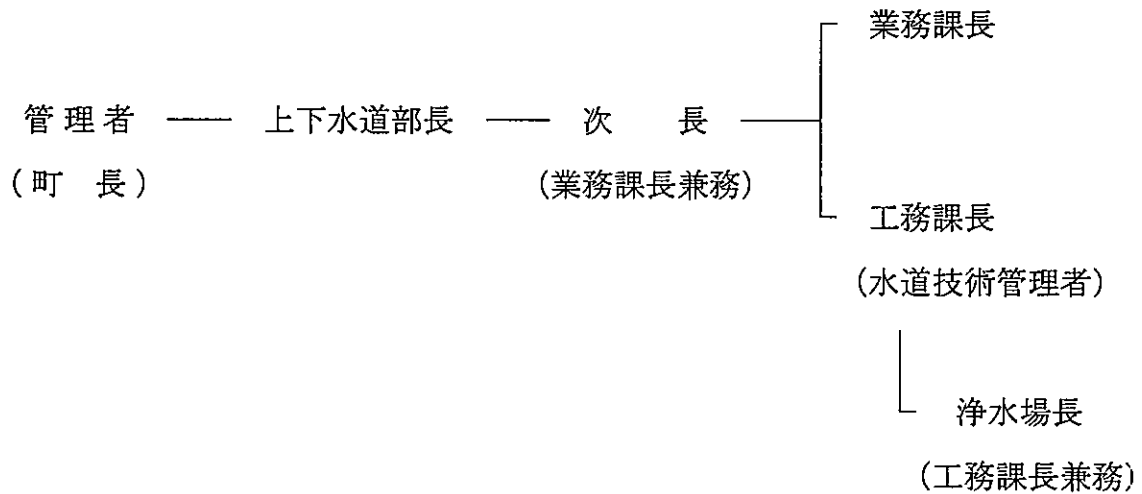 業務課長
管理者 上下水道部長 次 長
(町 長) (業務課長兼務)
工務課長
(水道技術管理者)
浄水場長
(工務課長兼務)